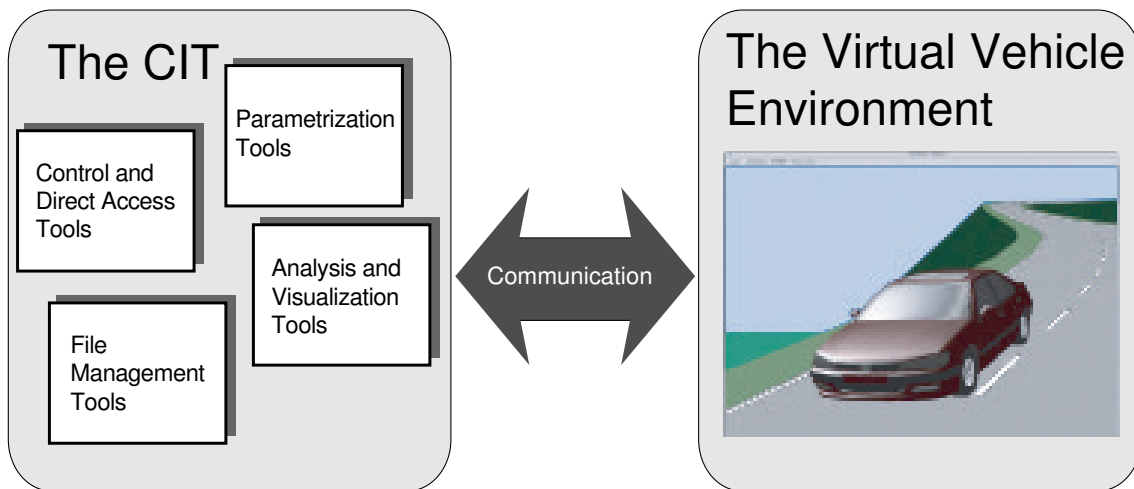 The CIT
Parametrization
Tools
Control and
Direct Access
Tools
Analysis and
Visualization
Tools
File
Management
Tools
Communication
The Virtual Vehicle
Environment